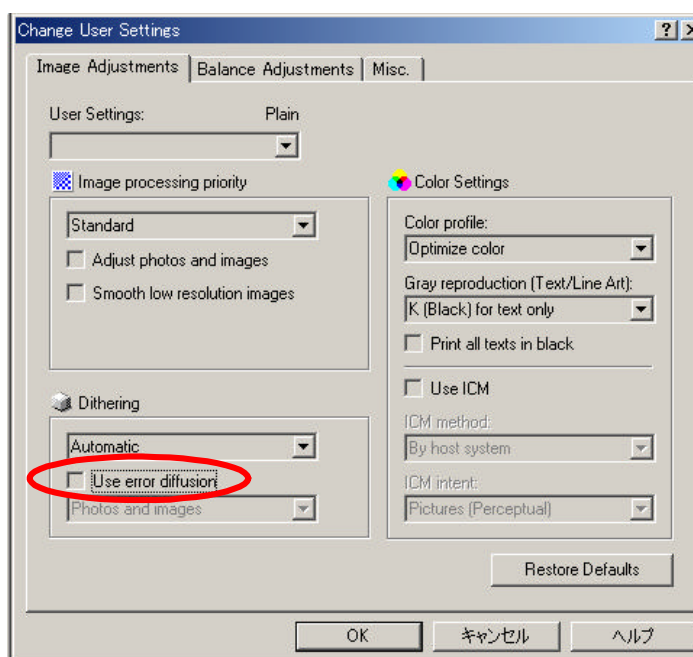 Change User Settings
Image Adjustments Balance Adjustments Misc.
User Settings: Plain
Image processing priority
Standard
Adjust photos and images
Smooth low resolution images
Dithering
Automatic
Use error diffusion
Photos and images
Color Settings
Color profile:
Optimize color
Gray reproduction (Text/Line Art):
K (Black) for text only
Print all texts in black
Use ICM
ICM method:
By host system
ICM intent:
Pictures (Perceptual)
Restore Defaults
OK キャンセル ヘルプ